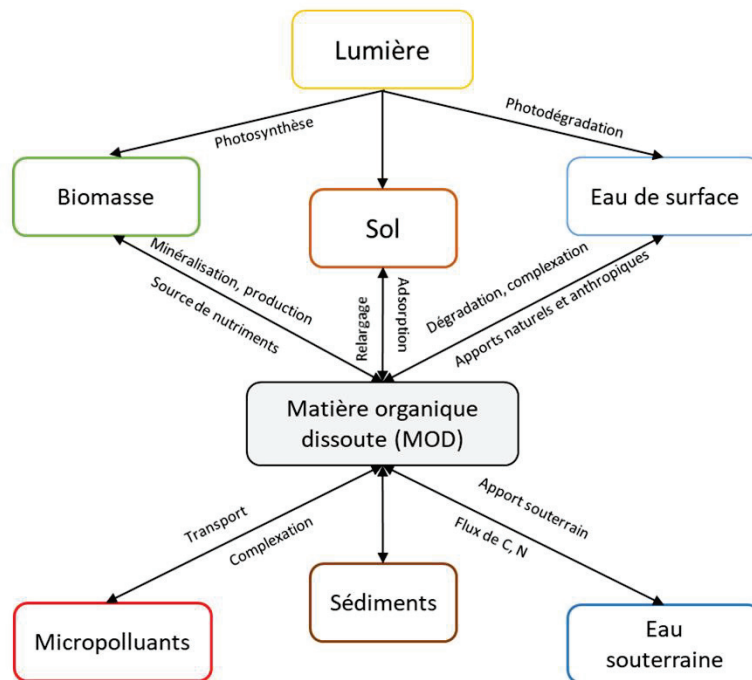 Lumière
Photosynthèse
Photodégradation
Biomasse
Sol
Eau de surface
Minéralisation, production
Source de nutriments
Relargage
Adsorption
Dégradation, complexation
Apports naturels et anthropiques
Matière organique
dissoute (MOD)
Transport
Complexation
Apport souterrain
Flux de C, N
Micropolluants
Sédiments
Eau
souterraine